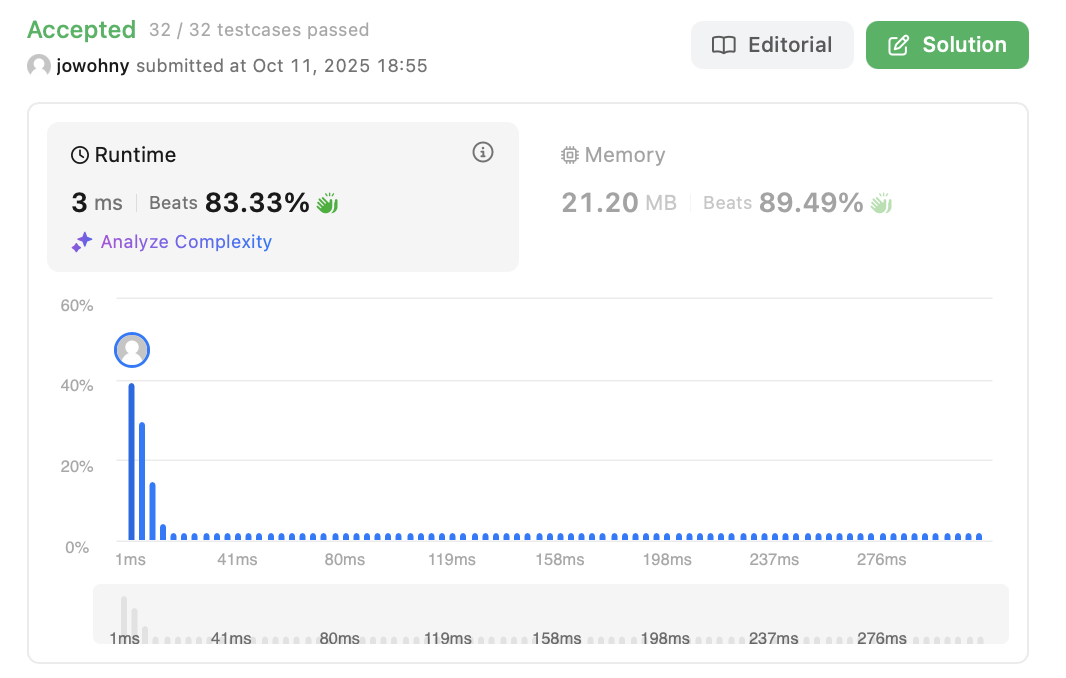 Accepted 32 / 32 testcases passed
jowohny submitted at Oct 11, 2025 18:55
Editorial
Solution
Runtime
3 ms Beats 83.33%
Analyze Complexity
Memory
21.20 MB Beats 89.49%
60%
40%
20%
0%
1ms 41ms 80ms 119ms 158ms 198ms 237ms 276ms
1ms 41ms 80ms 119ms 158ms 198ms 237ms 276ms